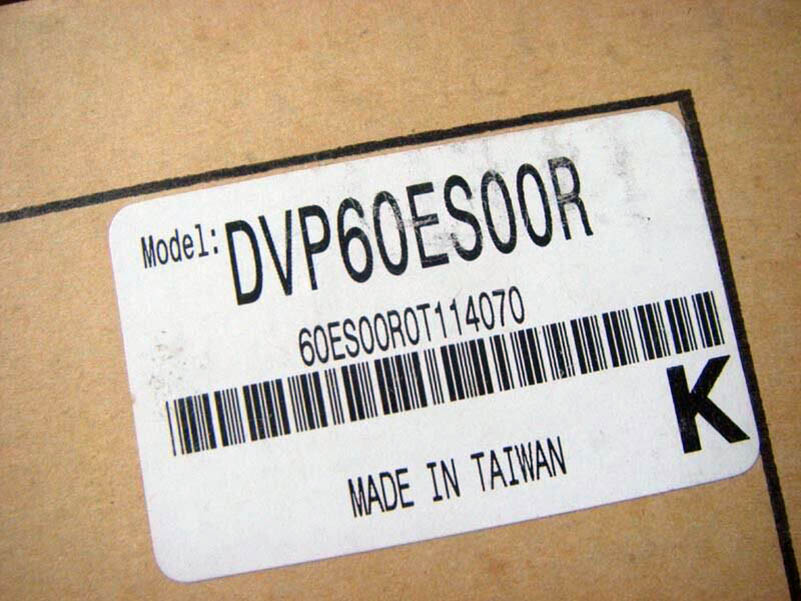 Model: DVP60ES00R
60ES00R0T114070
K
MADE IN TAIWAN